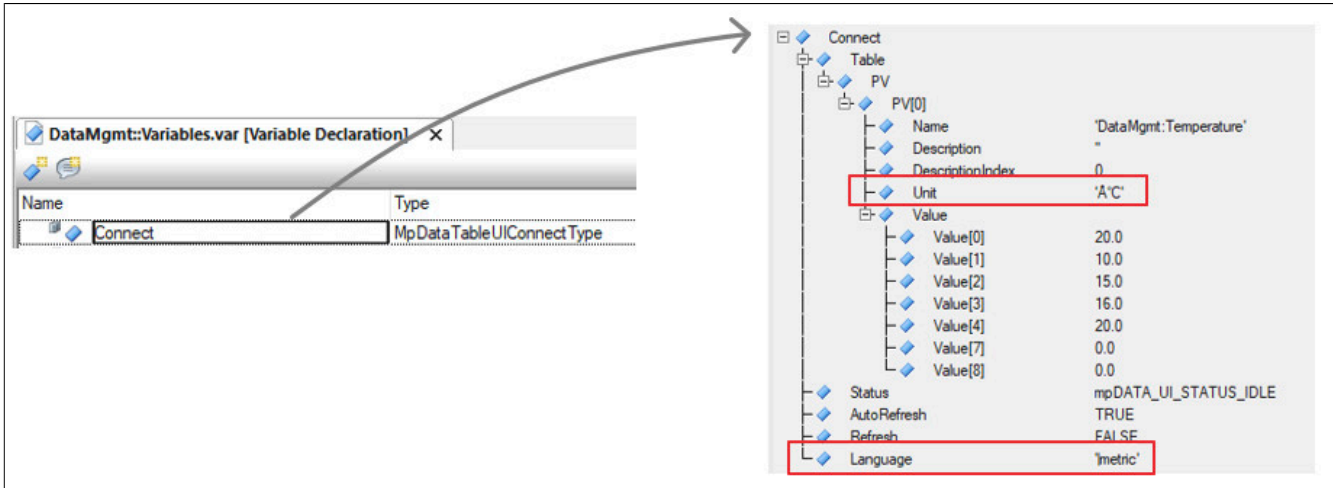 DataMgmt::Variables.var [Variable Declaration] X
Name Type
Connect MpDataTableUIConnectType
Connect
Table
PV
PV[0]
Name 'DataMgmt:Temperature'
Description ''
DescriptionIndex 0
Unit 'Â°C'
Value
Value[0] 20.0
Value[1] 10.0
Value[2] 15.0
Value[3] 16.0
Value[4] 20.0
Value[7] 0.0
Value[8] 0.0
Status mpDATA_UI_STATUS_IDLE
AutoRefresh TRUE
Refresh FALSE
Language 'metric'